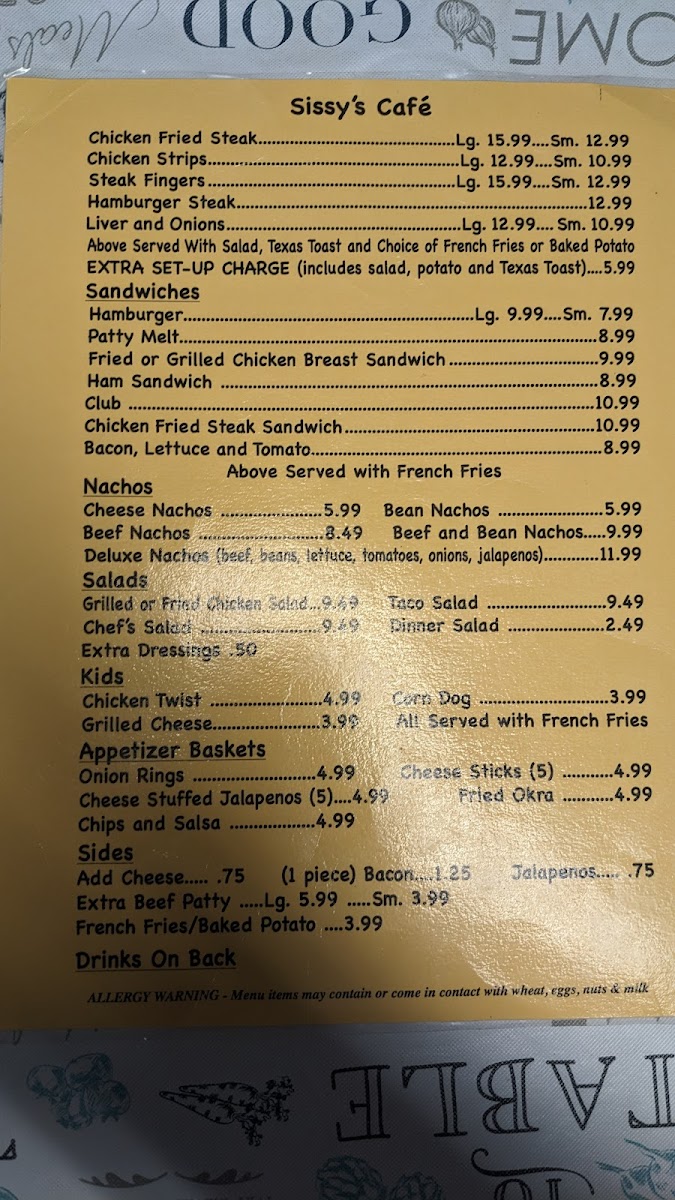 Meals
GOOD
OME
Sissy's Café
Chicken Fried Steak..........Lg. 15.99....Sm. 12.99
Chicken Strips..........Lg. 12.99....Sm. 10.99
Steak Fingers..........Lg. 15.99....Sm. 12.99
Hamburger Steak..........12.99
Liver and Onions..........Lg. 12.99.... Sm. 10.99
Above Served With Salad, Texas Toast and Choice of French Fries or Baked Potato
EXTRA SET-UP CHARGE (includes salad, potato and Texas Toast)....5.99
Sandwiches
Hamburger..........Lg. 9.99....Sm. 7.99
Patty Melt..........8.99
Fried or Grilled Chicken Breast Sandwich..........9.99
Ham Sandwich ..........8.99
Club ..........10.99
Chicken Fried Steak Sandwich..........10.99
Bacon, Lettuce and Tomato..........8.99
Above Served with French Fries
Nachos
Cheese Nachos ..........5.99 Bean Nachos ..........5.99
Beef Nachos ..........8.49 Beef and Bean Nachos.....9.99
Deluxe Nachos (beef, beans, lettuce, tomatoes, onions, jalapenos)..........11.99
Salads
Grilled or Fried Chicken Salad...9.49 Taco Salad ..........9.49
Chef's Salad ..........9.49 Dinner Salad ..........2.49
Extra Dressings .50
Kids
Chicken Twist ..........4.99 Corn Dog ..........3.99
Grilled Cheese..........3.99 All Served with French Fries
Appetizer Baskets
Onion Rings ..........4.99 Cheese Sticks (5) ..........4.99
Cheese Stuffed Jalapenos (5)....4.99 Fried Okra ..........4.99
Chips and Salsa ..........4.99
Sides
Add Cheese..... .75 (1 piece) Bacon....1.25 Jalapenos..... .75
Extra Beef Patty .....Lg. 5.99 .....Sm. 3.99
French Fries/Baked Potato ....3.99
Drinks On Back
ALLERGY WARNING - Menu items may contain or come in contact with wheat, eggs, nuts & milk
TABLE
TO